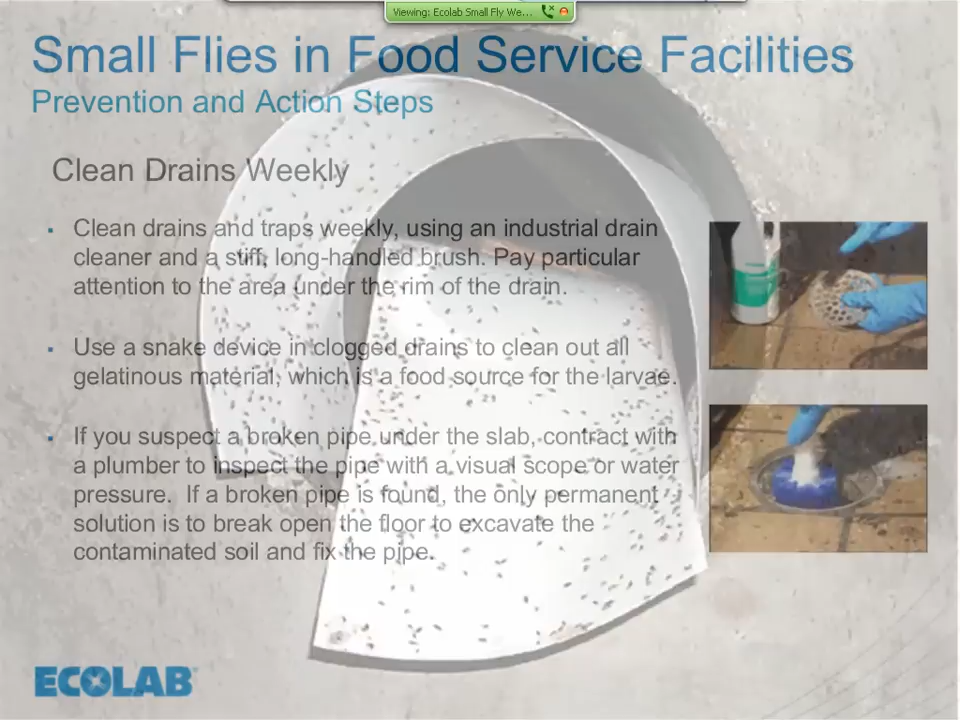 Viewing: Ecolab Small Fly We...
Small Flies in Food Service Facilities
Prevention and Action Steps
Clean Drains Weekly
▪ Clean drains and traps weekly, using an industrial drain
cleaner and a stiff, long-handled brush. Pay particular
attention to the area under the rim of the drain.
▪ Use a snake device in clogged drains to clean out all
gelatinous material, which is a food source for the larvae.
▪ If you suspect a broken pipe under the slab, contract with
a plumber to inspect the pipe with a visual scope or water
pressure. If a broken pipe is found, the only permanent
solution is to break open the floor to excavate the
contaminated soil and fix the pipe.
ECOLAB